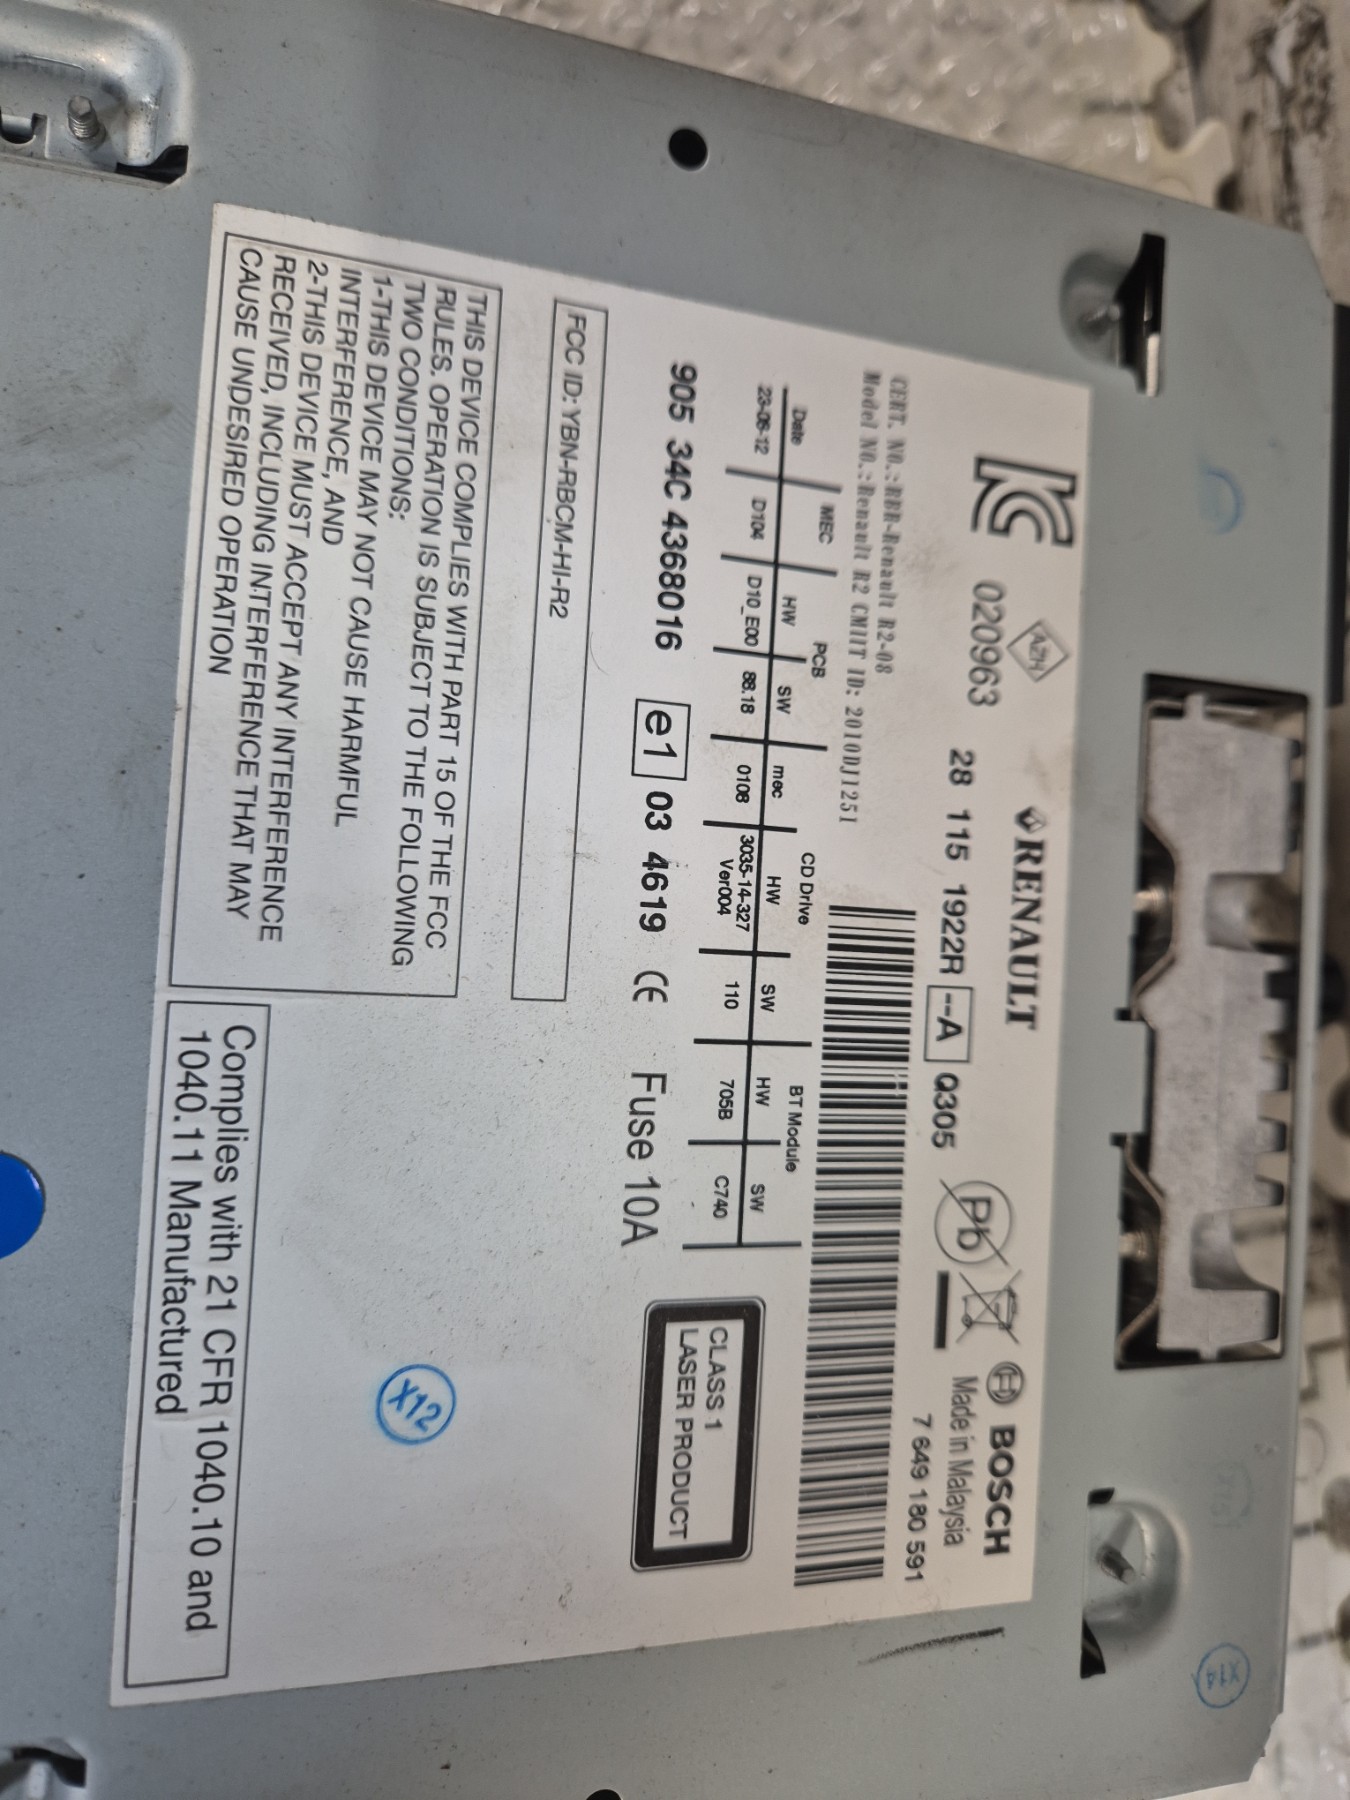 RENAULT
BOSCH
AZH
020963 28 115 1922R --A Q305 Pb Made in Malaysia
7 649 180 591
CERT. NO.:RBR-Renault R2-08
Model NO.:Renault R2 CMIIT ID: 2010DJ1251
MEC PCB CD Drive BT Module
Date HW SW mec HW SW HW SW
23-08-12 D104 D10_E00 88.18 0108 3035-14-327 110 705B C740
Ver004
CLASS 1
LASER PRODUCT
905 34C 4368016 e1 03 4619 CE Fuse 10A
FCC ID: YBN-RBCM-HI-R2
X12
THIS DEVICE COMPLIES WITH PART 15 OF THE FCC
RULES. OPERATION IS SUBJECT TO THE FOLLOWING
TWO CONDITIONS:
1-THIS DEVICE MAY NOT CAUSE HARMFUL
INTERFERENCE, AND
2-THIS DEVICE MUST ACCEPT ANY INTERFERENCE
RECEIVED, INCLUDING INTERFERENCE THAT MAY
CAUSE UNDESIRED OPERATION
Complies with 21 CFR 1040.10 and
1040.11 Manufactured
X14